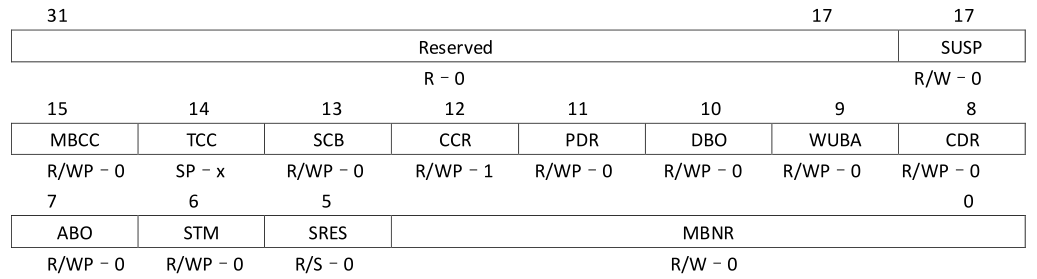 31 17 17
Reserved SUSP
R – 0 R/W – 0
15 14 13 12 11 10 9 8
MBCC TCC SCB CCR PDR DBO WUBA CDR
R/WP – 0 SP – x R/WP – 0 R/WP – 1 R/WP – 0 R/WP – 0 R/WP – 0 R/WP – 0
7 6 5 0
ABO STM SRES MBNR
R/WP – 0 R/WP – 0 R/S – 0 R/W – 0